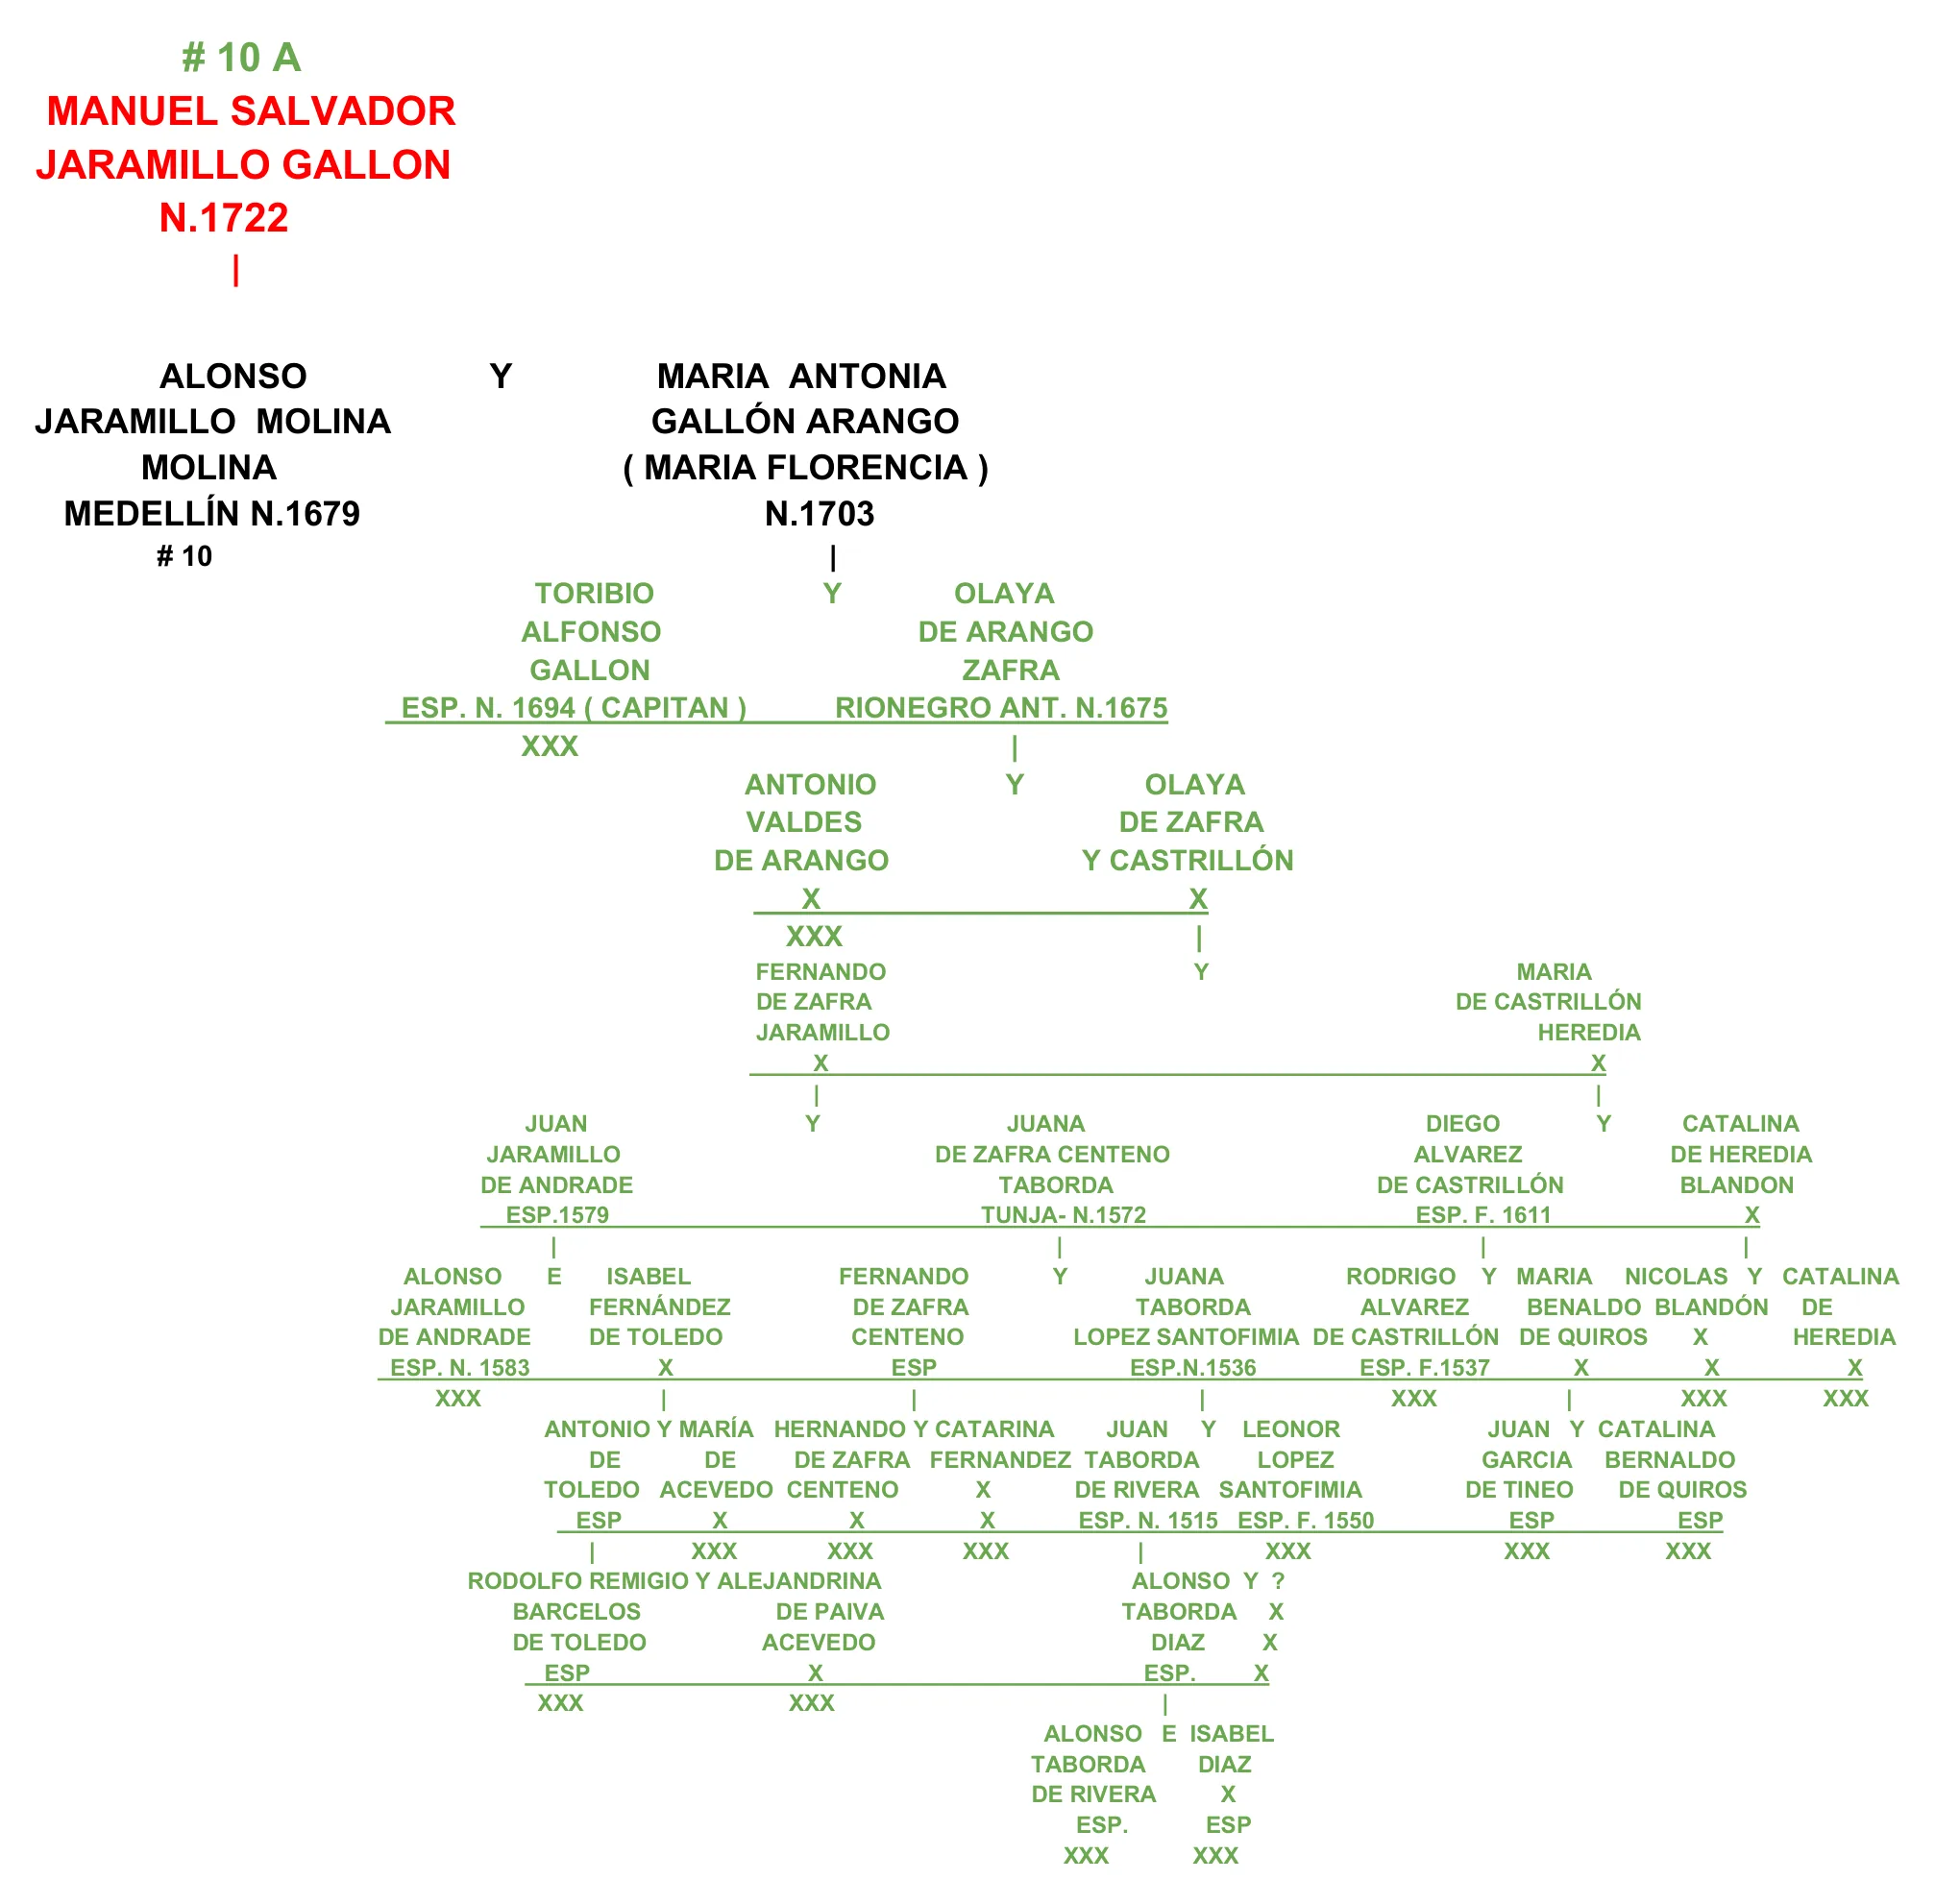 # 10 A
MANUEL SALVADOR
JARAMILLO GALLON
N.1722
|
ALONSO Y MARIA ANTONIA
JARAMILLO MOLINA GALLÓN ARANGO
MOLINA ( MARIA FLORENCIA )
MEDELLÍN N.1679 N.1703
# 10 |
TORIBIO Y OLAYA
ALFONSO DE ARANGO
GALLON ZAFRA
ESP. N. 1694 ( CAPITAN ) RIONEGRO ANT. N.1675
XXX |
ANTONIO Y OLAYA
VALDES DE ZAFRA
DE ARANGO Y CASTRILLÓN
X X
XXX |
FERNANDO Y MARIA
DE ZAFRA DE CASTRILLÓN
JARAMILLO HEREDIA
X X
| |
JUAN Y JUANA DIEGO Y CATALINA
JARAMILLO DE ZAFRA CENTENO ALVAREZ DE HEREDIA
DE ANDRADE TABORDA DE CASTRILLÓN BLANDON
ESP.1579 TUNJA- N.1572 ESP. F. 1611 X
| | | |
ALONSO E ISABEL FERNANDO Y JUANA RODRIGO Y MARIA NICOLAS Y CATALINA
JARAMILLO FERNÁNDEZ DE ZAFRA TABORDA ALVAREZ BENALDO BLANDÓN DE
DE ANDRADE DE TOLEDO CENTENO LOPEZ SANTOFIMIA DE CASTRILLÓN DE QUIROS X HEREDIA
ESP. N. 1583 X ESP ESP.N.1536 ESP. F.1537 X X X
XXX | | | XXX | XXX XXX
ANTONIO Y MARÍA HERNANDO Y CATARINA JUAN Y LEONOR JUAN Y CATALINA
DE DE DE ZAFRA FERNANDEZ TABORDA LOPEZ GARCIA BERNALDO
TOLEDO ACEVEDO CENTENO X DE RIVERA SANTOFIMIA DE TINEO DE QUIROS
ESP X X X ESP. N. 1515 ESP. F. 1550 ESP ESP
| XXX XXX XXX | XXX XXX XXX
RODOLFO REMIGIO Y ALEJANDRINA ALONSO Y ?
BARCELOS DE PAIVA TABORDA X
DE TOLEDO ACEVEDO DIAZ X
ESP X ESP. X
XXX XXX |
ALONSO E ISABEL
TABORDA DIAZ
DE RIVERA X
ESP. ESP
XXX XXX